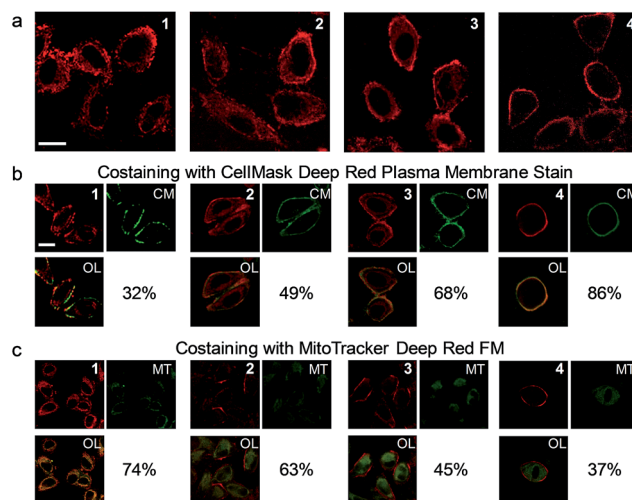 a
1
2
3
4
Costaining with CellMask Deep Red Plasma Membrane Stain
b
1
CM
2
CM
3
CM
4
CM
OL
32%
OL
49%
OL
68%
OL
86%
Costaining with MitoTracker Deep Red FM
c
1
MT
2
MT
3
MT
4
MT
OL
74%
OL
63%
OL
45%
OL
37%